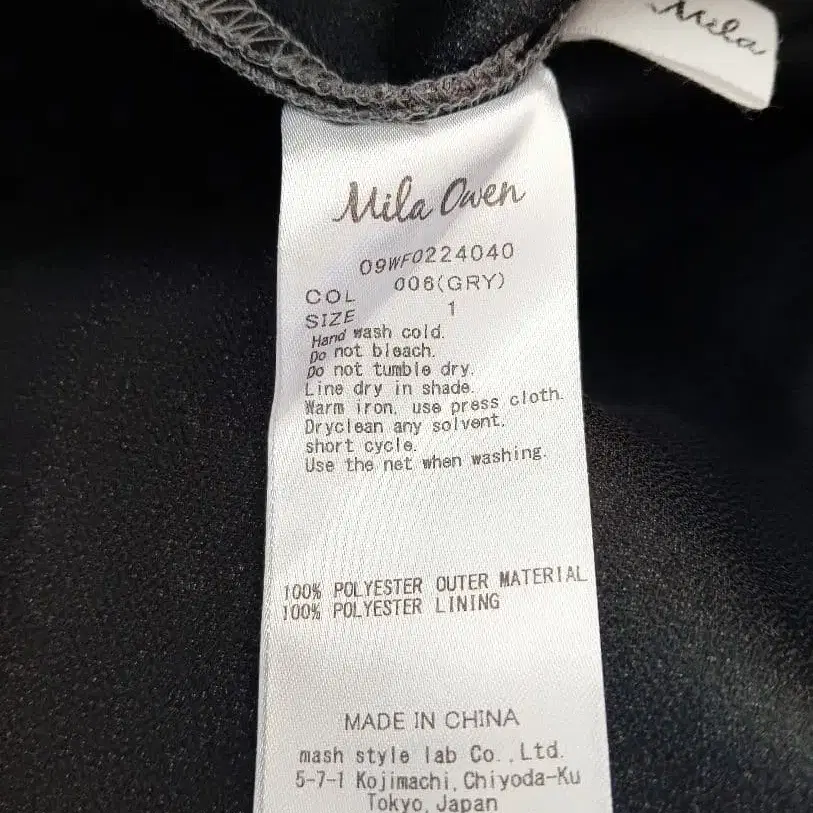 Mila
Mila Owen
09WF0224040
COL 006(GRY)
SIZE 1
Hand wash cold.
Do not bleach.
Do not tumble dry.
Line dry in shade.
Warm iron, use press cloth.
Dryclean any solvent,
short cycle.
Use the net when washing.
100% POLYESTER OUTER MATERIAL
100% POLYESTER LINING
MADE IN CHINA
mash style lab Co.,Ltd.
5-7-1 Kojimachi,Chiyoda-Ku
Tokyo,Japan